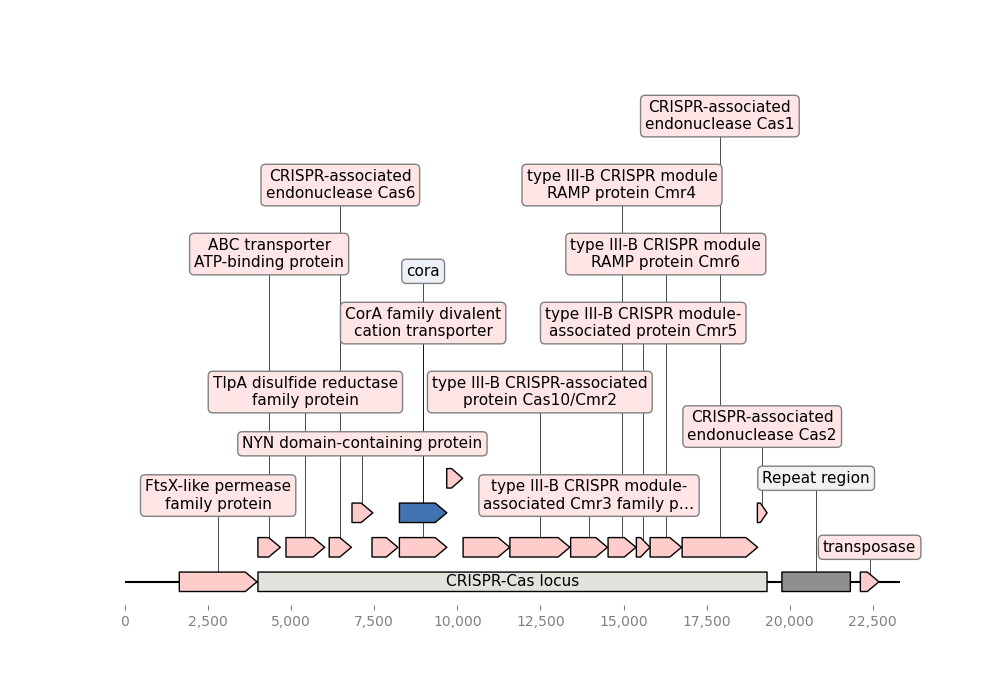 CRISPR-associated
endonuclease Cas1
CRISPR-associated
endonuclease Cas6
type III-B CRISPR module
RAMP protein Cmr4
ABC transporter
ATP-binding protein
type III-B CRISPR module
RAMP protein Cmr6
cora
CorA family divalent
cation transporter
type III-B CRISPR module-
associated protein Cmr5
TlpA disulfide reductase
family protein
type III-B CRISPR-associated
protein Cas10/Cmr2
CRISPR-associated
endonuclease Cas2
NYN domain-containing protein
Repeat region
FtsX-like permease
family protein
type III-B CRISPR module-
associated Cmr3 family p...
transposase
CRISPR-Cas locus
0 2,500 5,000 7,500 10,000 12,500 15,000 17,500 20,000 22,500